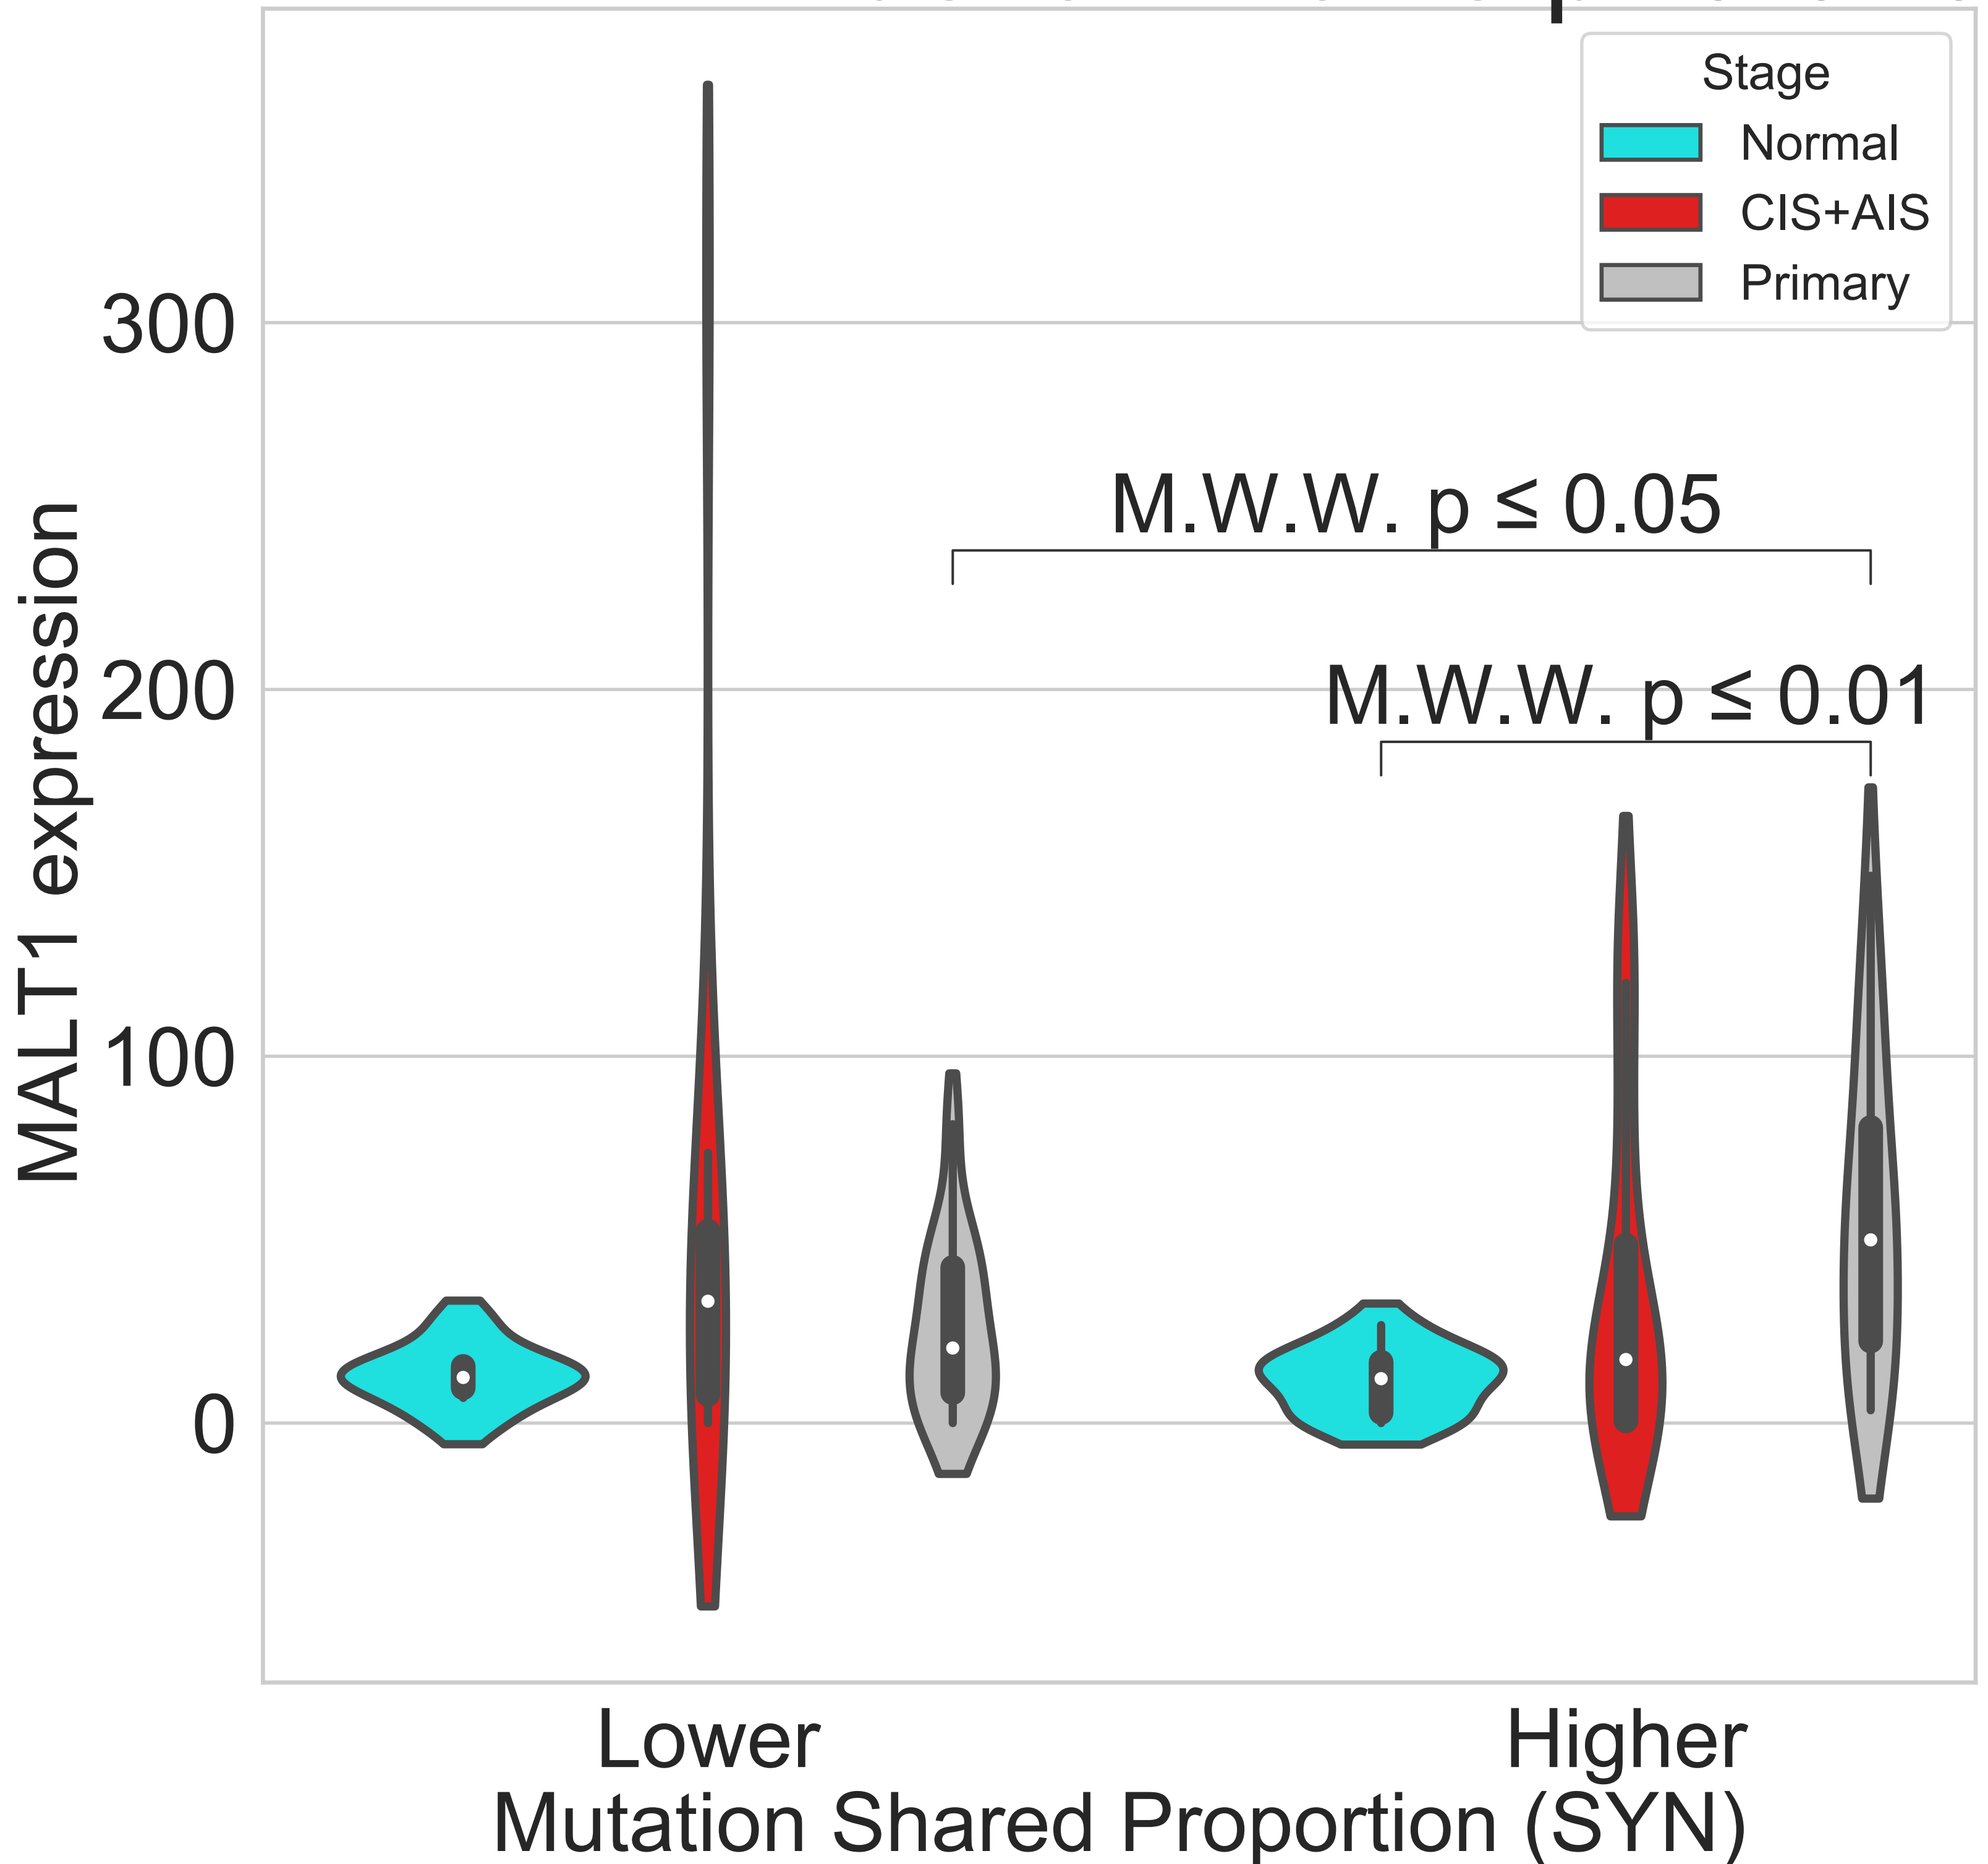 Stage
Normal
CIS+AIS
Primary
300
200
100
0
MALT1 expression
M.W.W. p ≤ 0.05
M.W.W. p ≤ 0.01
Lower
Higher
Mutation Shared Proportion (SYN)